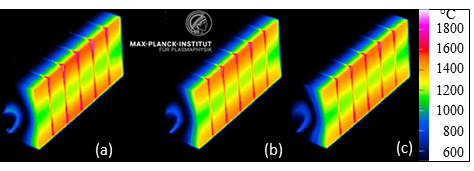 MAX-PLANCK-INSTITUT
FÜR PLASMAPHYSIK
(a)
(b)
(c)
°C
1800
1600
1400
1200
1000
800
600